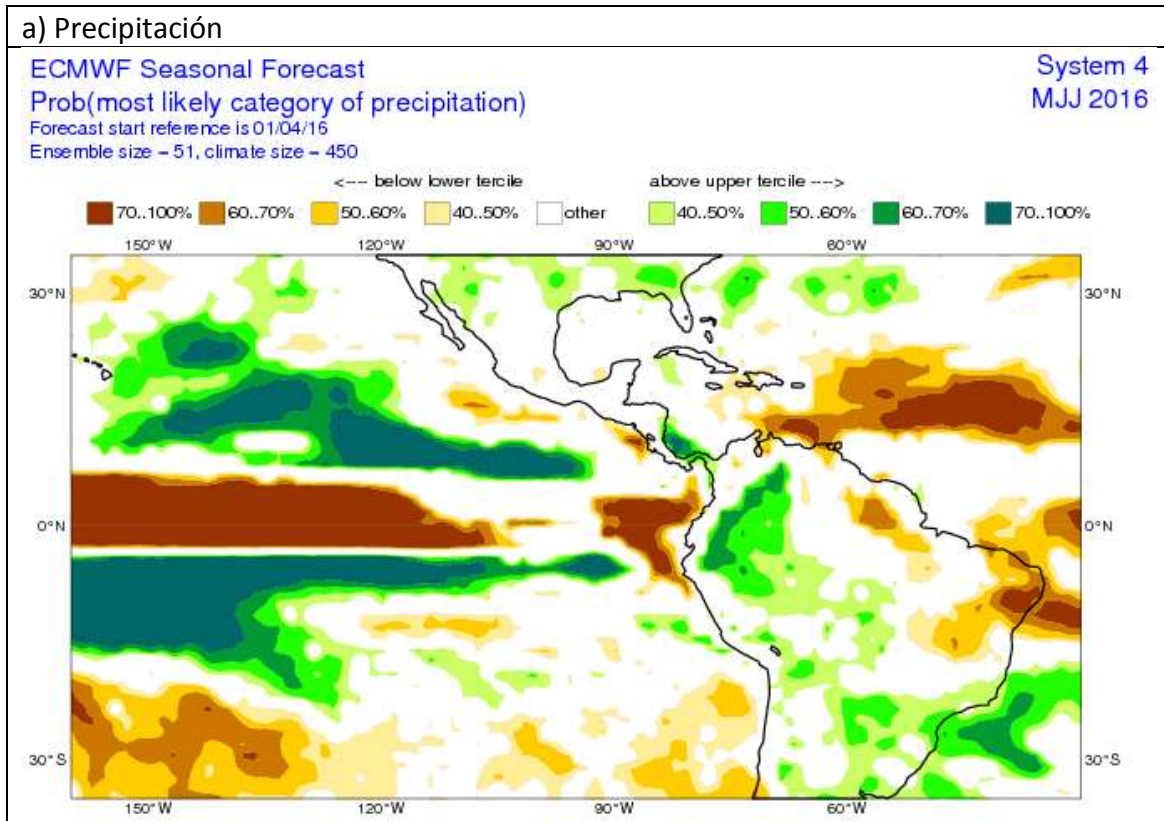 a) Precipitación
ECMWF Seasonal Forecast
System 4
Prob(most likely category of precipitation)
MJJ 2016
Forecast start reference is 01/04/16
Ensemble size = 51, climate size = 450
<---- below lower tercile
above upper tercile ---->
70..100% 60..70% 50..60% 40..50% other 40..50% 50..60% 60..70% 70..100%
150°W 120°W 90°W 60°W
30°N 30°N
0°N 0°N
30°S 30°S
150°W 120°W 90°W 60°W